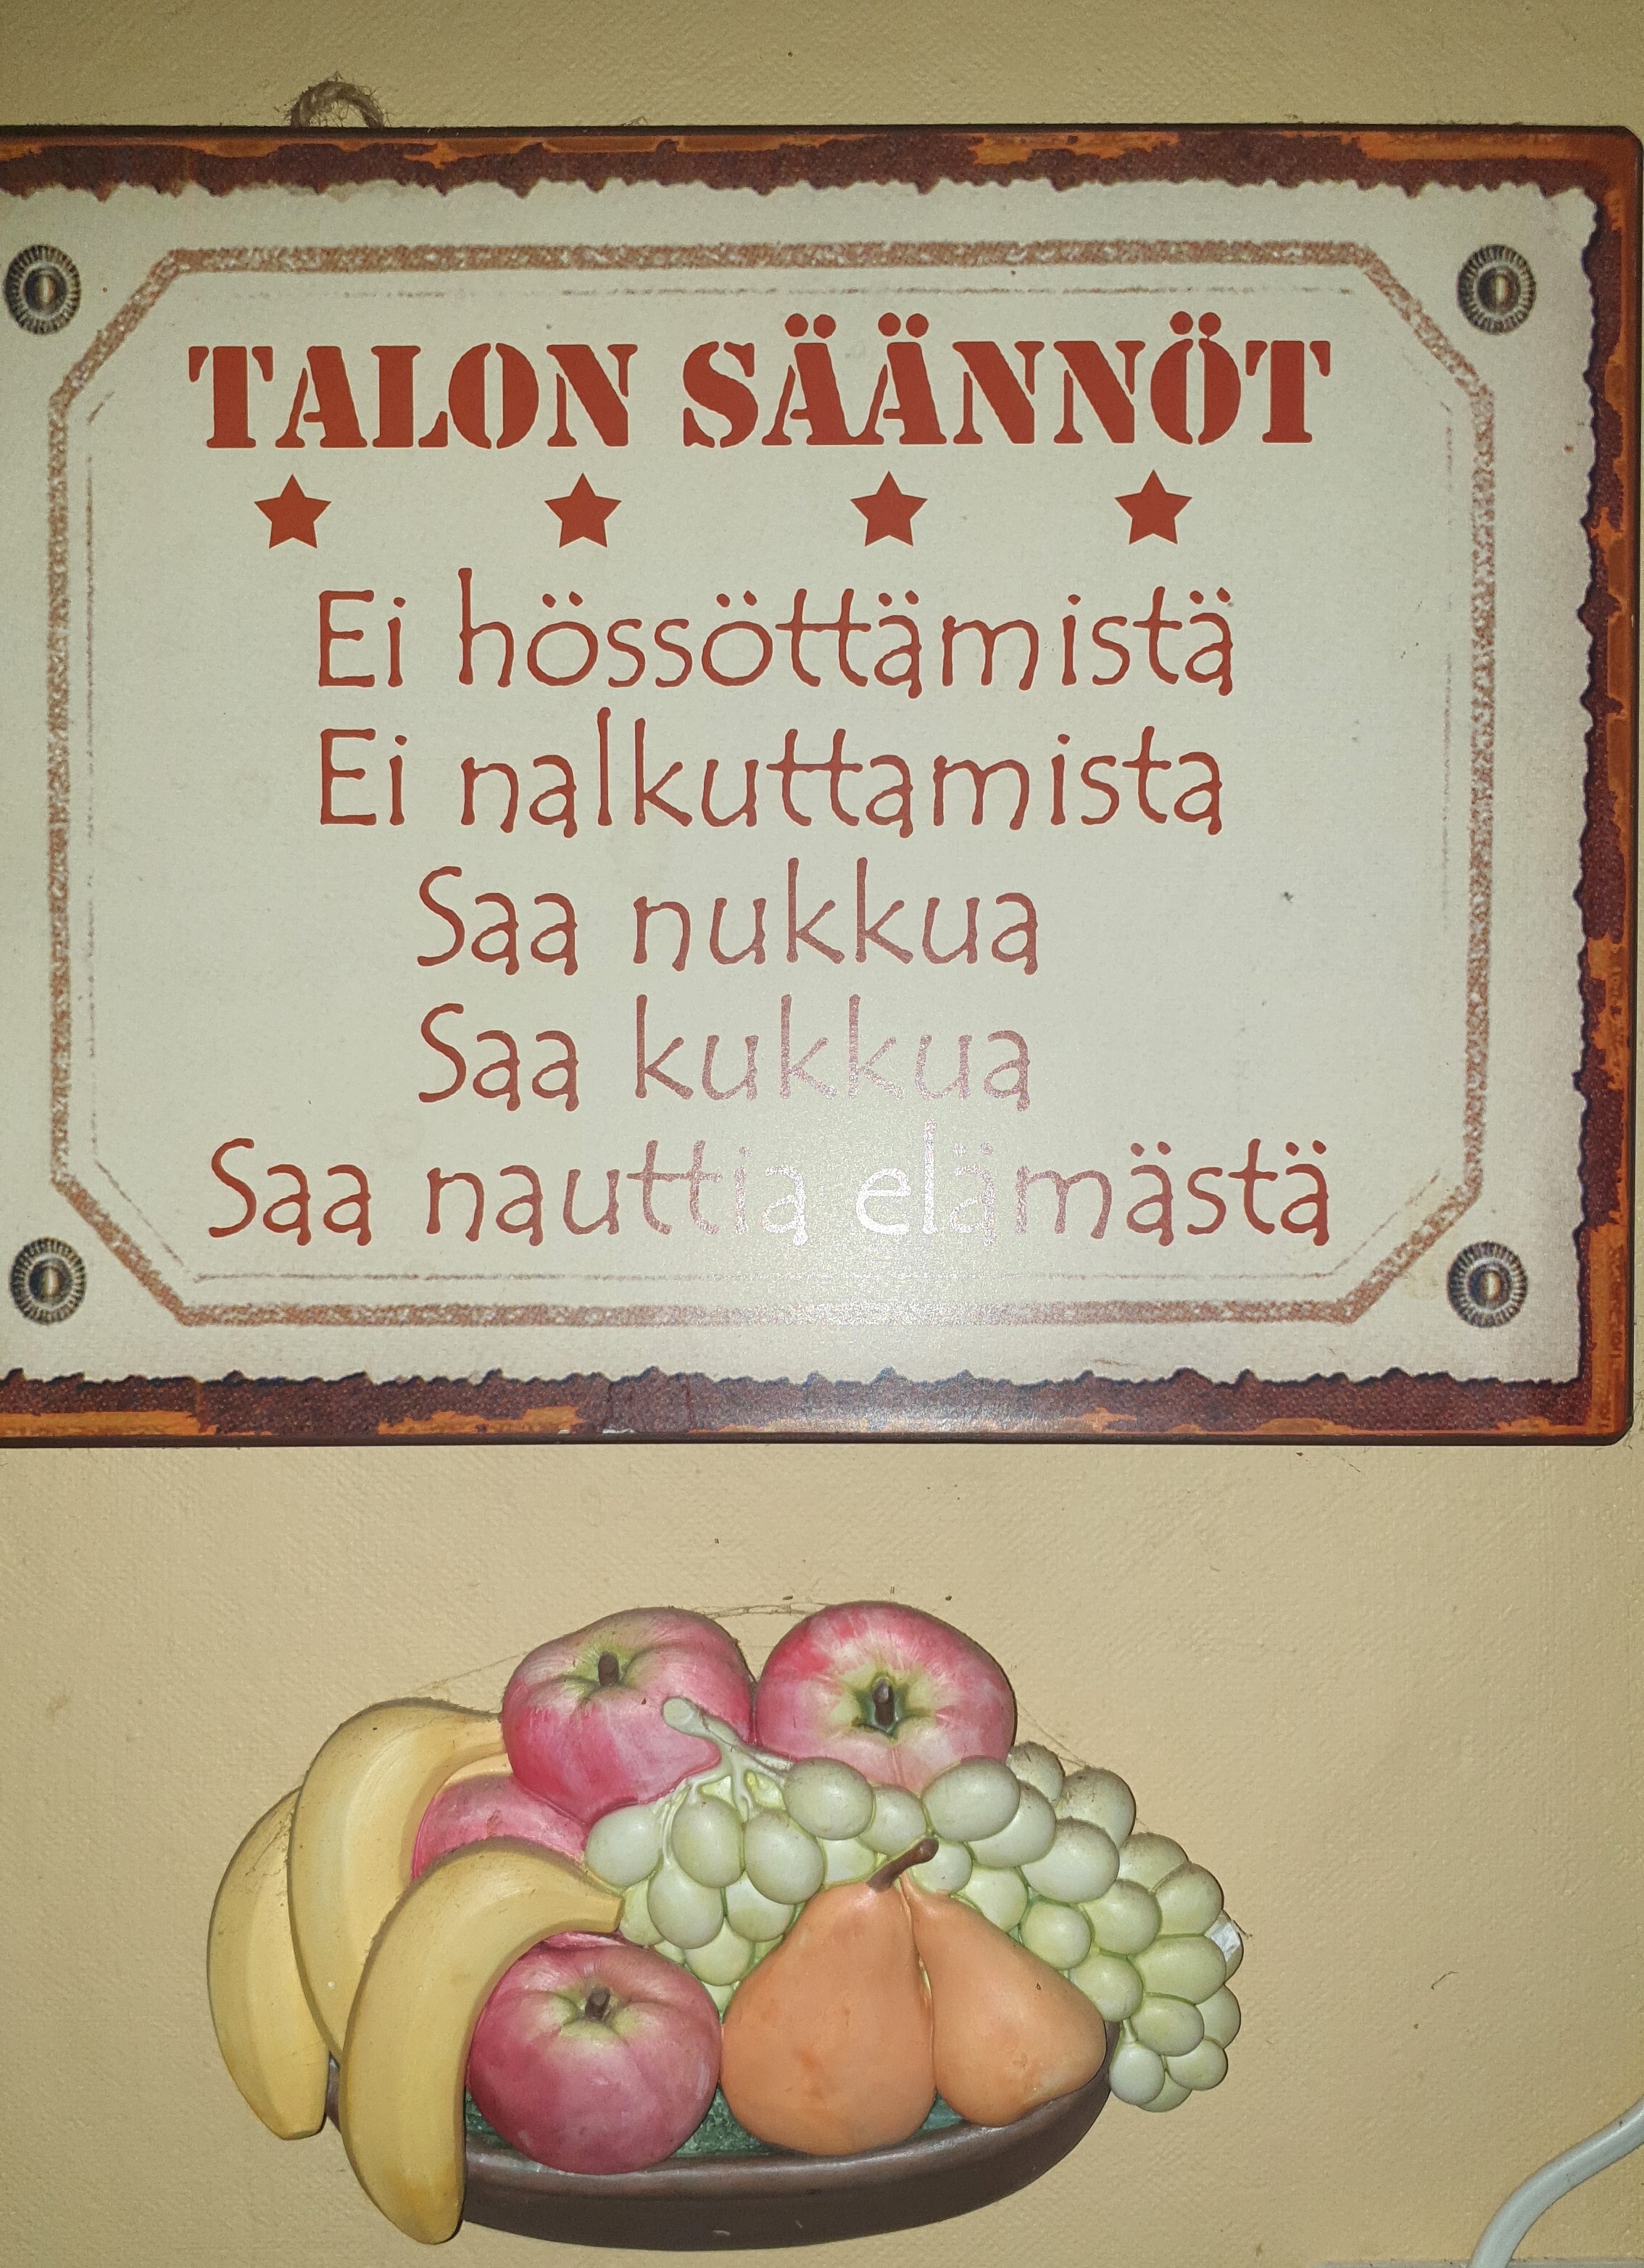 TALON SÄÄNNÖT
Ei hössöttämistä
Ei nalkuttamista
Saa nukkua
Saa kukkua
Saa nauttia elämästä